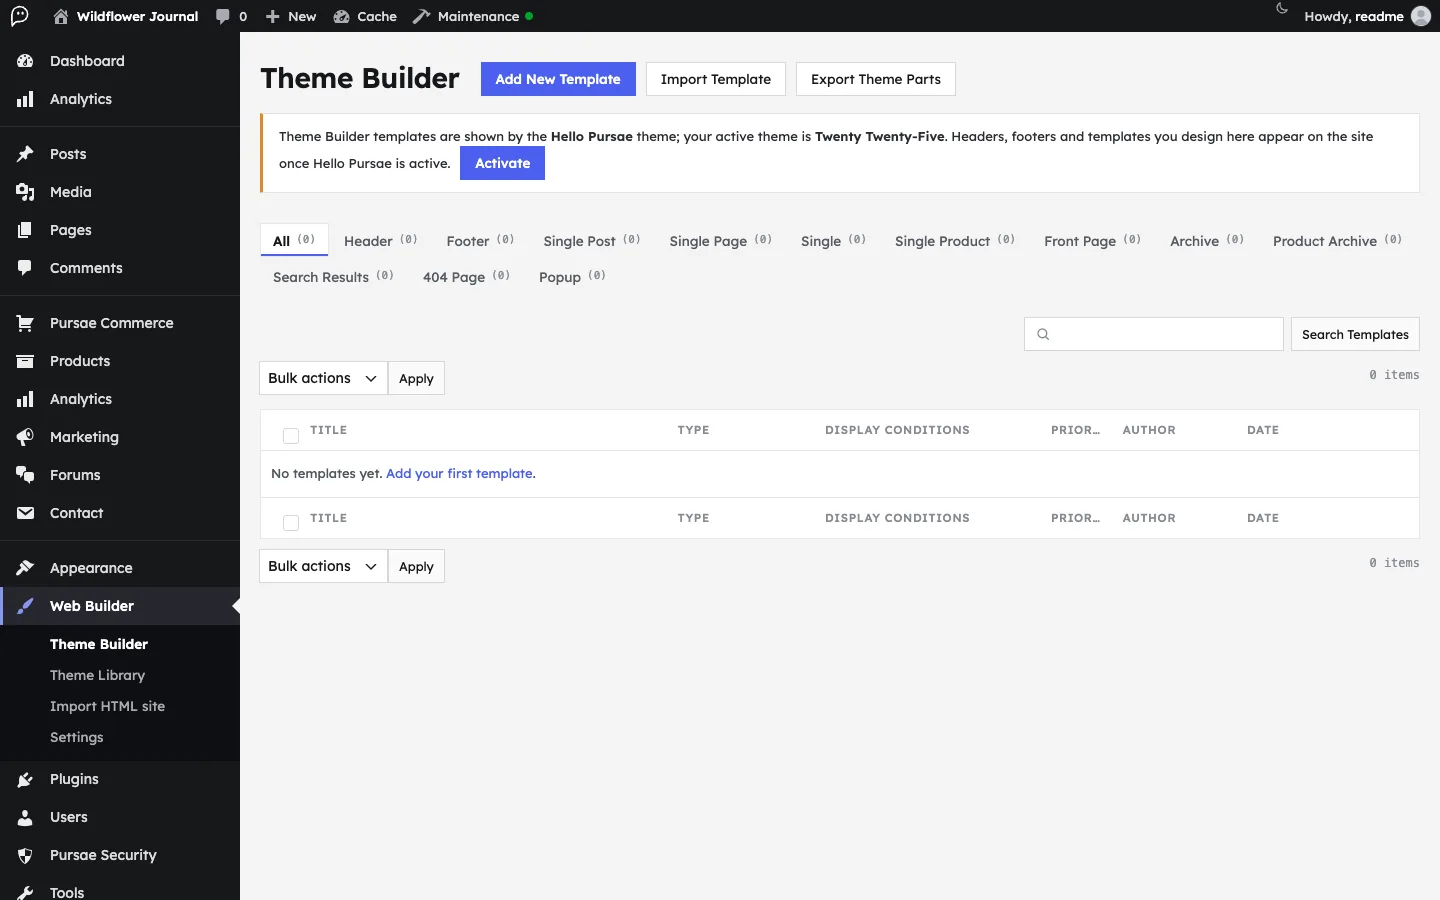 Wildflower Journal 0 New Cache Maintenance Howdy, readme
Dashboard
Analytics
Posts
Media
Pages
Comments
Pursae Commerce
Products
Analytics
Marketing
Forums
Contact
Appearance
Web Builder
Theme Builder
Theme Library
Import HTML site
Settings
Plugins
Users
Pursae Security
Tools
Theme Builder Add New Template Import Template Export Theme Parts
Theme Builder templates are shown by the Hello Pursae theme; your active theme is Twenty Twenty-Five. Headers, footers and templates you design here appear on the site
once Hello Pursae is active. Activate
All (0) Header (0) Footer (0) Single Post (0) Single Page (0) Single (0) Single Product (0) Front Page (0) Archive (0) Product Archive (0)
Search Results (0) 404 Page (0) Popup (0)
Search Templates
Bulk actions Apply 0 items
TITLE TYPE DISPLAY CONDITIONS PRIOR… AUTHOR DATE
No templates yet. Add your first template.
TITLE TYPE DISPLAY CONDITIONS PRIOR… AUTHOR DATE
Bulk actions Apply 0 items